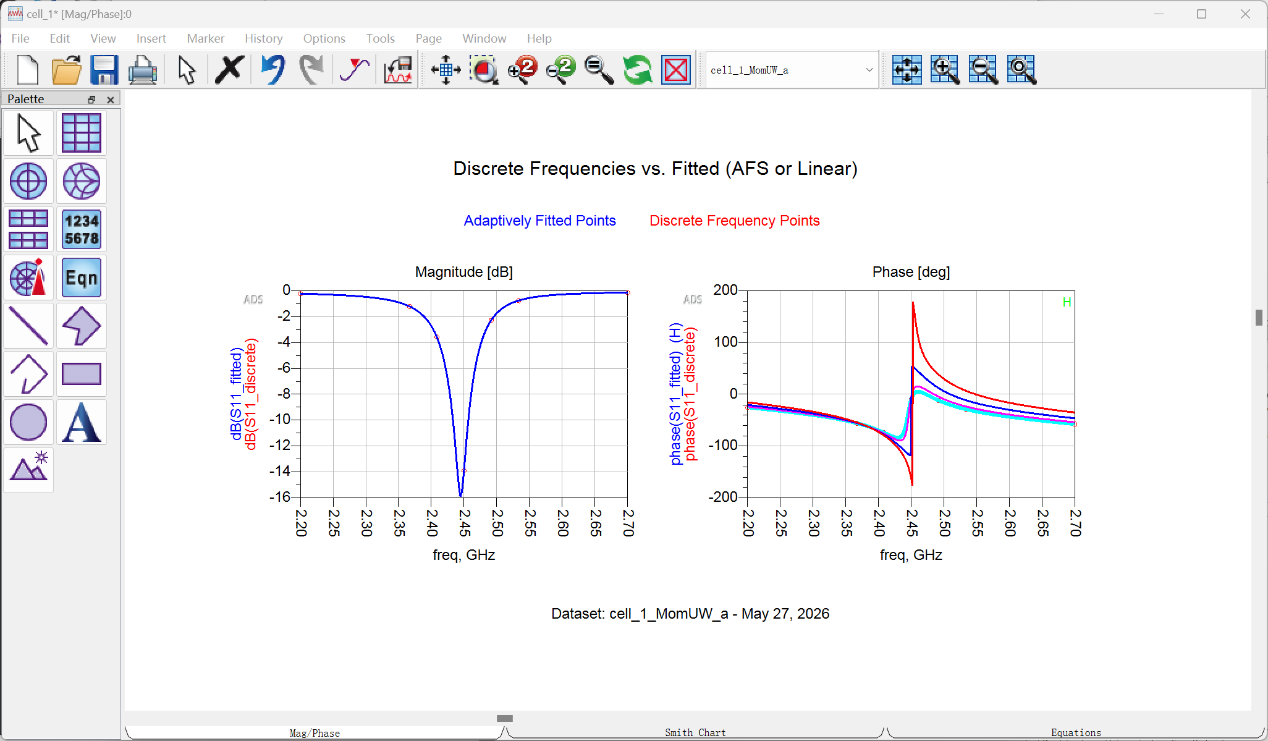 cell_1* [Mag/Phase]:0
File Edit View Insert Marker History Options Tools Page Window Help
+2 -2 cell_1_MomUW_a
Palette
1234
5678
Eqn
A
Discrete Frequencies vs. Fitted (AFS or Linear)
Adaptively Fitted Points Discrete Frequency Points
Magnitude [dB]
ADS
dB(S11_fitted)
dB(S11_discrete)
0
-2
-4
-6
-8
-10
-12
-14
-16
2.20 2.25 2.30 2.35 2.40 2.45 2.50 2.55 2.60 2.65 2.70
freq, GHz
Phase [deg]
ADS
H
phase(S11_fitted) (H)
phase(S11_discrete)
200
100
0
-100
-200
2.20 2.25 2.30 2.35 2.40 2.45 2.50 2.55 2.60 2.65 2.70
freq, GHz
Dataset: cell_1_MomUW_a - May 27, 2026
Mag/Phase Smith Chart Equations